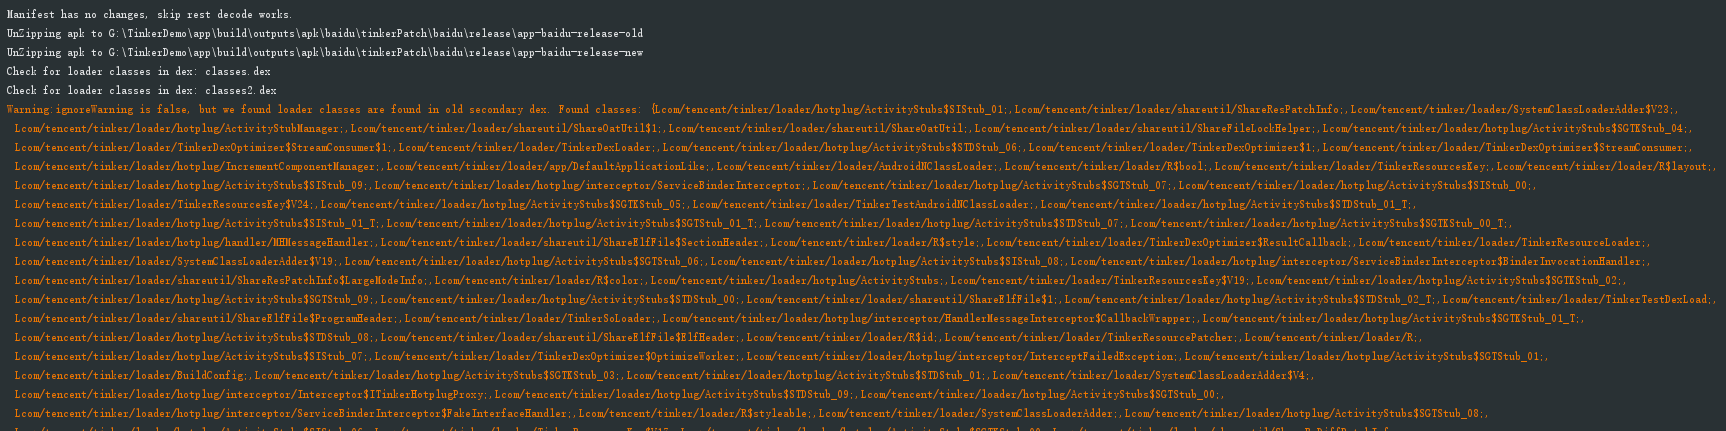 Manifest has no changes, skip rest decode works.
UnZipping apk to G:\TinkerDemo\app\build\outputs\apk\baidu\tinkerPatch\baidu\release\app-baidu-release-old
UnZipping apk to G:\TinkerDemo\app\build\outputs\apk\baidu\tinkerPatch\baidu\release\app-baidu-release-new
Check for loader classes in dex: classes.dex
Check for loader classes in dex: classes2.dex
Warning:ignoreWarning is false, but we found loader classes are found in old secondary dex. Found classes: {Lcom/tencent/tinker/loader/hotplug/ActivityStubs$SIStub_01;,Lcom/tencent/tinker/loader/shareutil/ShareResPatchInfo;,Lcom/tencent/tinker/loader/SystemClassLoaderAdder$V23;,
Lcom/tencent/tinker/loader/hotplug/ActivityStubManager;,Lcom/tencent/tinker/loader/shareutil/ShareOatUtil$1;,Lcom/tencent/tinker/loader/shareutil/ShareOatUtil;,Lcom/tencent/tinker/loader/shareutil/ShareFileLockHelper;,Lcom/tencent/tinker/loader/hotplug/ActivityStubs$SGTKStub_04;,
Lcom/tencent/tinker/loader/TinkerDexOptimizer$StreamConsumer$1;,Lcom/tencent/tinker/loader/TinkerDexLoader;,Lcom/tencent/tinker/loader/hotplug/ActivityStubs$STDStub_06;,Lcom/tencent/tinker/loader/TinkerDexOptimizer$1;,Lcom/tencent/tinker/loader/TinkerDexOptimizer$StreamConsumer;,
Lcom/tencent/tinker/loader/hotplug/IncrementComponentManager;,Lcom/tencent/tinker/loader/app/DefaultApplicationLike;,Lcom/tencent/tinker/loader/AndroidNClassLoader;,Lcom/tencent/tinker/loader/R$bool;,Lcom/tencent/tinker/loader/TinkerResourcesKey;,Lcom/tencent/tinker/loader/R$layout;,
Lcom/tencent/tinker/loader/hotplug/ActivityStubs$SIStub_09;,Lcom/tencent/tinker/loader/hotplug/interceptor/ServiceBinderInterceptor;,Lcom/tencent/tinker/loader/hotplug/ActivityStubs$SGTStub_07;,Lcom/tencent/tinker/loader/hotplug/ActivityStubs$SIStub_00;,
Lcom/tencent/tinker/loader/TinkerResourcesKey$V24;,Lcom/tencent/tinker/loader/hotplug/ActivityStubs$SGTKStub_05;,Lcom/tencent/tinker/loader/TinkerTestAndroidNClassLoader;,Lcom/tencent/tinker/loader/hotplug/ActivityStubs$STDStub_01_T;,
Lcom/tencent/tinker/loader/hotplug/ActivityStubs$SIStub_01_T;,Lcom/tencent/tinker/loader/hotplug/ActivityStubs$SGTStub_01_T;,Lcom/tencent/tinker/loader/hotplug/ActivityStubs$STDStub_07;,Lcom/tencent/tinker/loader/hotplug/ActivityStubs$SGTKStub_00_T;,
Lcom/tencent/tinker/loader/hotplug/handler/MHMessageHandler;,Lcom/tencent/tinker/loader/shareutil/ShareElfFile$SectionHeader;,Lcom/tencent/tinker/loader/R$style;,Lcom/tencent/tinker/loader/TinkerDexOptimizer$ResultCallback;,Lcom/tencent/tinker/loader/TinkerResourceLoader;,
Lcom/tencent/tinker/loader/SystemClassLoaderAdder$V19;,Lcom/tencent/tinker/loader/hotplug/ActivityStubs$SGTStub_06;,Lcom/tencent/tinker/loader/hotplug/ActivityStubs$SIStub_08;,Lcom/tencent/tinker/loader/hotplug/interceptor/ServiceBinderInterceptor$BinderInvocationHandler;,
Lcom/tencent/tinker/loader/shareutil/ShareResPatchInfo$LargeModeInfo;,Lcom/tencent/tinker/loader/R$color;,Lcom/tencent/tinker/loader/hotplug/ActivityStubs;,Lcom/tencent/tinker/loader/TinkerResourcesKey$V19;,Lcom/tencent/tinker/loader/hotplug/ActivityStubs$SGTKStub_02;,
Lcom/tencent/tinker/loader/hotplug/ActivityStubs$SGTStub_09;,Lcom/tencent/tinker/loader/hotplug/ActivityStubs$STDStub_00;,Lcom/tencent/tinker/loader/shareutil/ShareElfFile$1;,Lcom/tencent/tinker/loader/hotplug/ActivityStubs$STDStub_02_T;,Lcom/tencent/tinker/loader/TinkerTestDexLoad;,
Lcom/tencent/tinker/loader/shareutil/ShareElfFile$ProgramHeader;,Lcom/tencent/tinker/loader/TinkerSoLoader;,Lcom/tencent/tinker/loader/hotplug/interceptor/HandlerMessageInterceptor$CallbackWrapper;,Lcom/tencent/tinker/loader/hotplug/ActivityStubs$SGTKStub_01_T;,
Lcom/tencent/tinker/loader/hotplug/ActivityStubs$STDStub_08;,Lcom/tencent/tinker/loader/shareutil/ShareElfFile$ElfHeader;,Lcom/tencent/tinker/loader/R$id;,Lcom/tencent/tinker/loader/TinkerResourcePatcher;,Lcom/tencent/tinker/loader/R;,
Lcom/tencent/tinker/loader/hotplug/ActivityStubs$SIStub_07;,Lcom/tencent/tinker/loader/TinkerDexOptimizer$OptimizeWorker;,Lcom/tencent/tinker/loader/hotplug/interceptor/InterceptFailedException;,Lcom/tencent/tinker/loader/hotplug/ActivityStubs$SGTStub_01;,
Lcom/tencent/tinker/loader/BuildConfig;,Lcom/tencent/tinker/loader/hotplug/ActivityStubs$SGTKStub_03;,Lcom/tencent/tinker/loader/hotplug/ActivityStubs$STDStub_01;,Lcom/tencent/tinker/loader/SystemClassLoaderAdder$V4;,
Lcom/tencent/tinker/loader/hotplug/interceptor/Interceptor$ITinkerHotplugProxy;,Lcom/tencent/tinker/loader/hotplug/ActivityStubs$STDStub_09;,Lcom/tencent/tinker/loader/hotplug/ActivityStubs$SGTStub_00;,
Lcom/tencent/tinker/loader/hotplug/interceptor/ServiceBinderInterceptor$FakeInterfaceHandler;,Lcom/tencent/tinker/loader/R$styleable;,Lcom/tencent/tinker/loader/SystemClassLoaderAdder;,Lcom/tencent/tinker/loader/hotplug/ActivityStubs$SGTStub_08;,